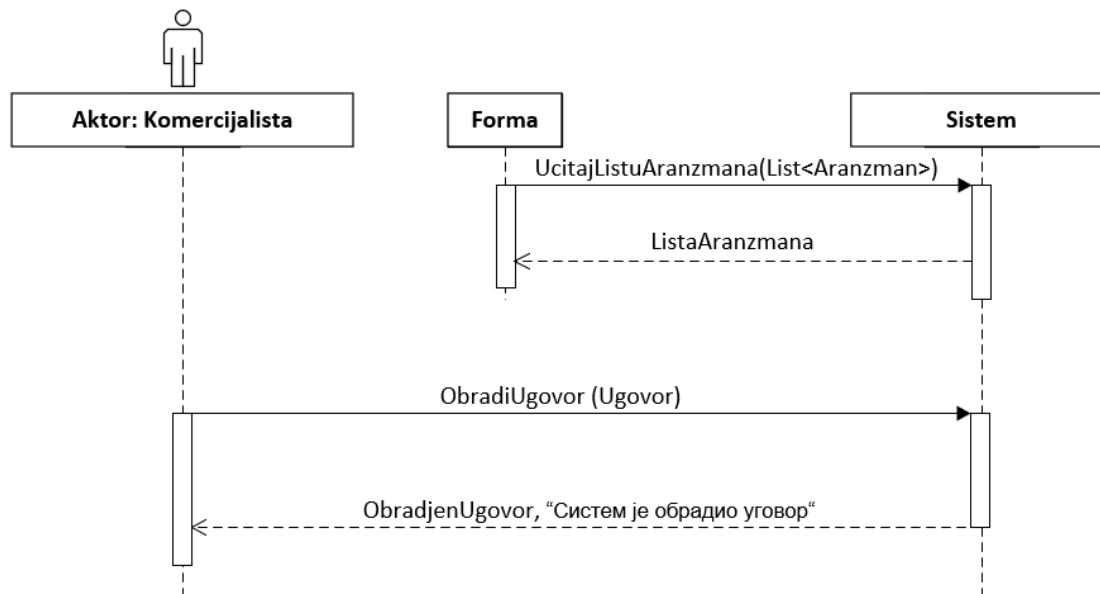 Aktor: Komercijalista
Forma
Sistem
UcitajListuAranzmana(List<Aranzman>)
ListaAranzmana
ObradiUgovor (Ugovor)
ObradjenUgovor, “Систем је обрадио уговор“